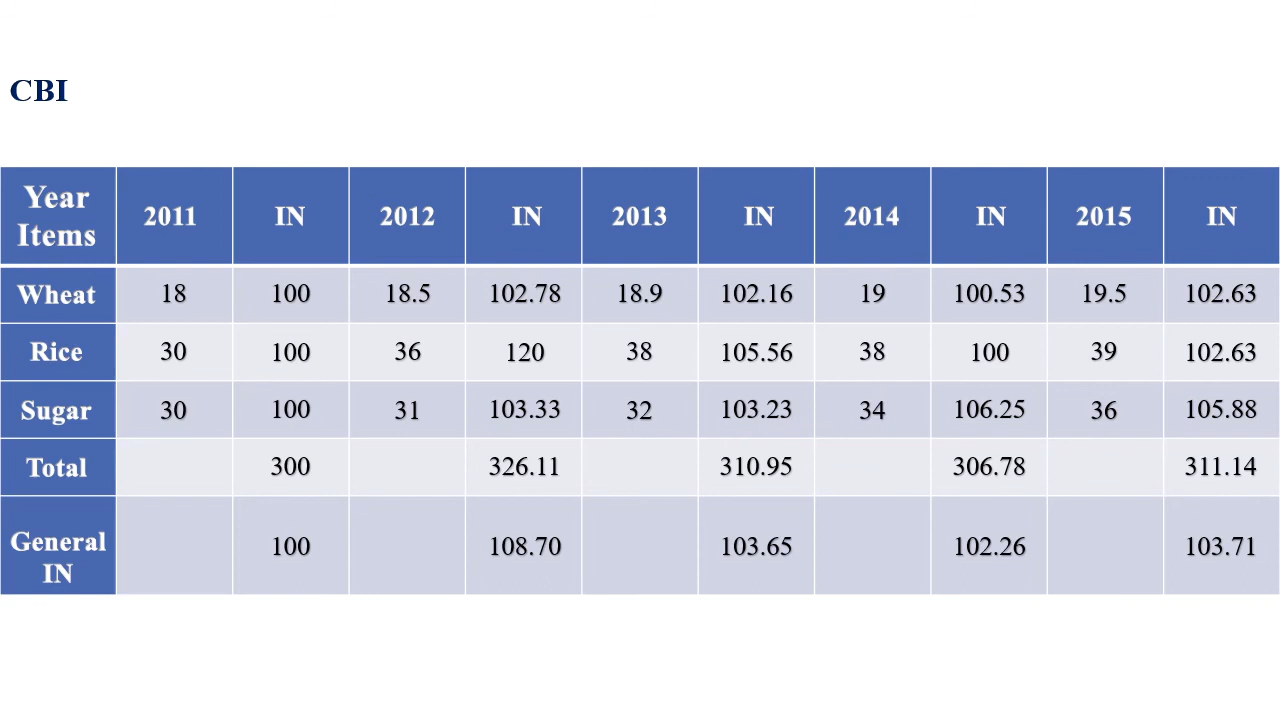 CBI
Year Items 2011 IN 2012 IN 2013 IN 2014 IN 2015 IN
Wheat 18 100 18.5 102.78 18.9 102.16 19 100.53 19.5 102.63
Rice 30 100 36 120 38 105.56 38 100 39 102.63
Sugar 30 100 31 103.33 32 103.23 34 106.25 36 105.88
Total 300 326.11 310.95 306.78 311.14
General IN 100 108.70 103.65 102.26 103.71